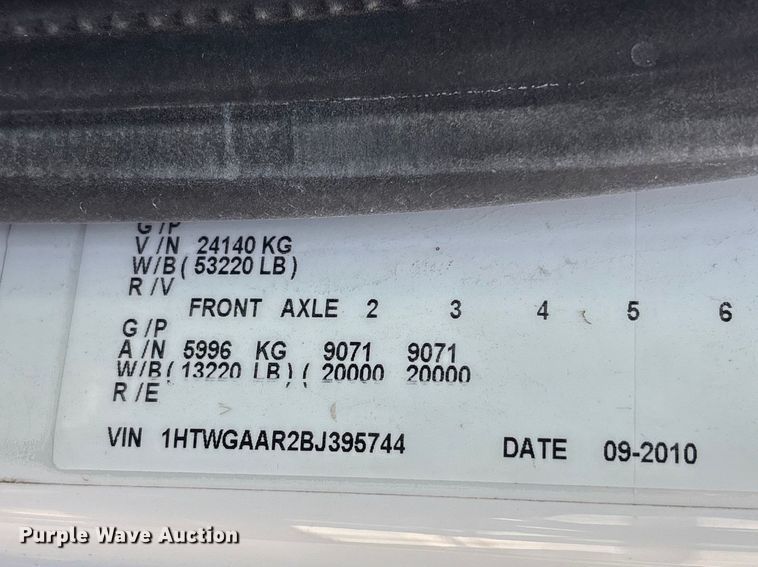 G/P
V/N 24140 KG
W/B( 53220 LB)
R/V
FRONT AXLE 2 3 4 5 6
G/P
A/N 5996 KG 9071 9071
W/B( 13220 LB)( 20000 20000
R/E
VIN 1HTWGAAR2BJ395744 DATE 09-2010
Purple Wave Auction